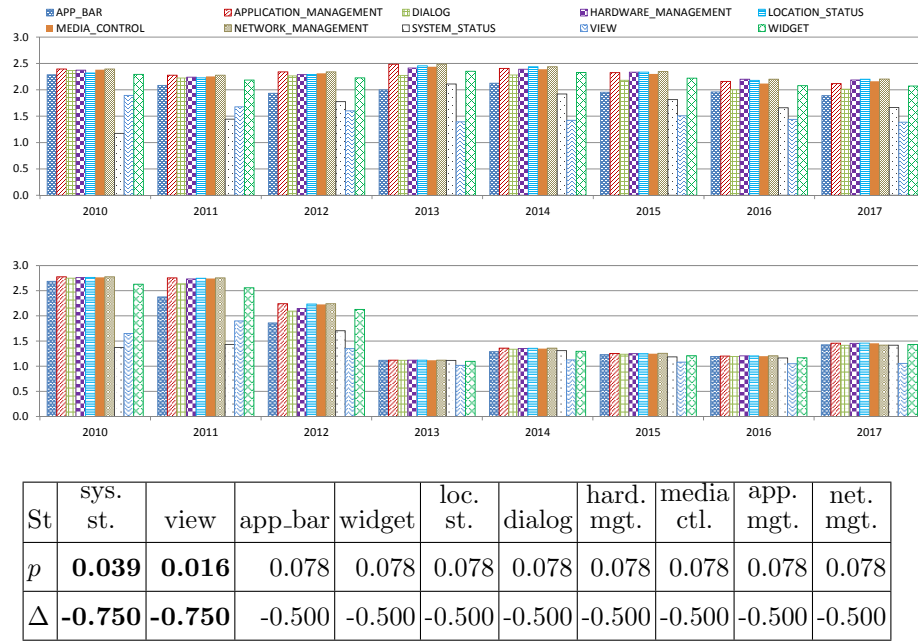 APP_BAR APPLICATION_MANAGEMENT DIALOG HARDWARE_MANAGEMENT LOCATION_STATUS
MEDIA_CONTROL NETWORK_MANAGEMENT SYSTEM_STATUS VIEW WIDGET
3.0
2.5
2.0
1.5
1.0
0.5
0.0
2010 2011 2012 2013 2014 2015 2016 2017
3.0
2.5
2.0
1.5
1.0
0.5
0.0
2010 2011 2012 2013 2014 2015 2016 2017
sys. loc. hard. media app. net.
St st. view app_bar widget st. dialog mgt. ctl. mgt. mgt.
p 0.039 0.016 0.078 0.078 0.078 0.078 0.078 0.078 0.078 0.078
Δ -0.750 -0.750 -0.500 -0.500 -0.500 -0.500 -0.500 -0.500 -0.500 -0.500